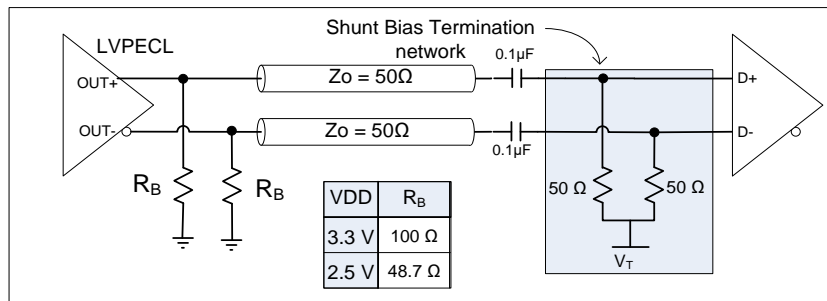 Shunt Bias Termination
network
LVPECL
0.1µF
OUT+
Zo = 50Ω
D+
OUT-
Zo = 50Ω
D-
0.1µF
RB
RB
50 Ω
50 Ω
VT
VDD RB
3.3 V 100 Ω
2.5 V 48.7 Ω